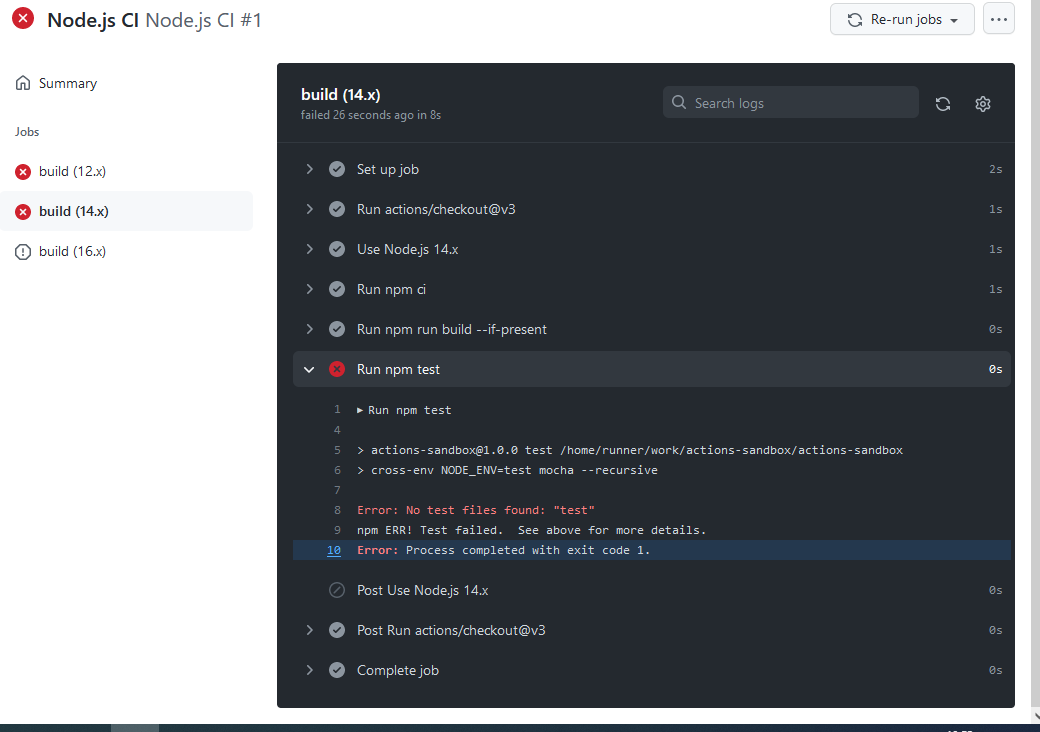 Node.js CI Node.js CI #1
Re-run jobs
Summary
Jobs
build (12.x)
build (14.x)
build (16.x)
build (14.x)
failed 26 seconds ago in 8s
Search logs
Set up job 2s
Run actions/checkout@v3 1s
Use Node.js 14.x 1s
Run npm ci 1s
Run npm run build --if-present 0s
Run npm test 0s
1 Run npm test
4
5 > actions-sandbox@1.0.0 test /home/runner/work/actions-sandbox/actions-sandbox
6 > cross-env NODE_ENV=test mocha --recursive
7
8 Error: No test files found: "test"
9 npm ERR! Test failed.  See above for more details.
10 Error: Process completed with exit code 1.
Post Use Node.js 14.x 0s
Post Run actions/checkout@v3 0s
Complete job 0s